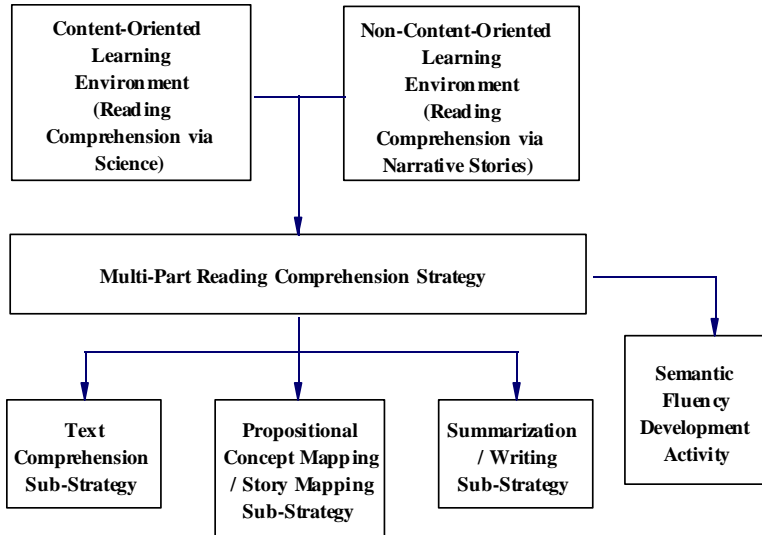 Content-Oriented
Learning
Environment
(Reading
Comprehension via
Science)
Non-Content-Oriented
Learning
Environment
(Reading
Comprehension via
Narrative Stories)
Multi-Part Reading Comprehension Strategy
Text
Comprehension
Sub-Strategy
Propositional
Concept Mapping
/ Story Mapping
Sub-Strategy
Summarization
/ Writing
Sub-Strategy
Semantic
Fluency
Development
Activity